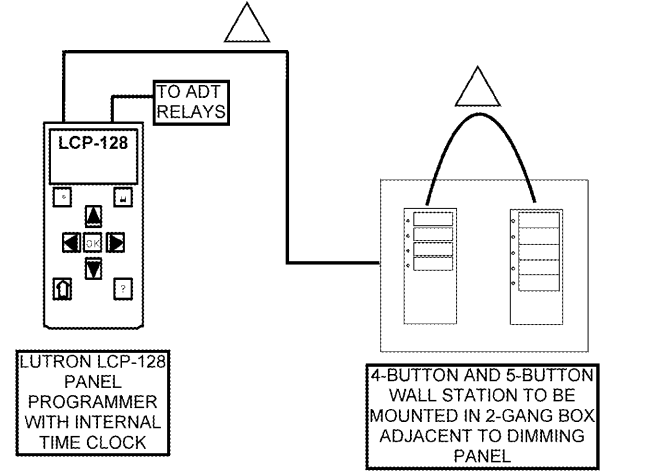 TO ADT
RELAYS
LCP-128
OK
?
LUTRON LCP-128
PANEL
PROGRAMMER
WITH INTERNAL
TIME CLOCK
4-BUTTON AND 5-BUTTON
WALL STATION TO BE
MOUNTED IN 2-GANG BOX
ADJACENT TO DIMMING
PANEL